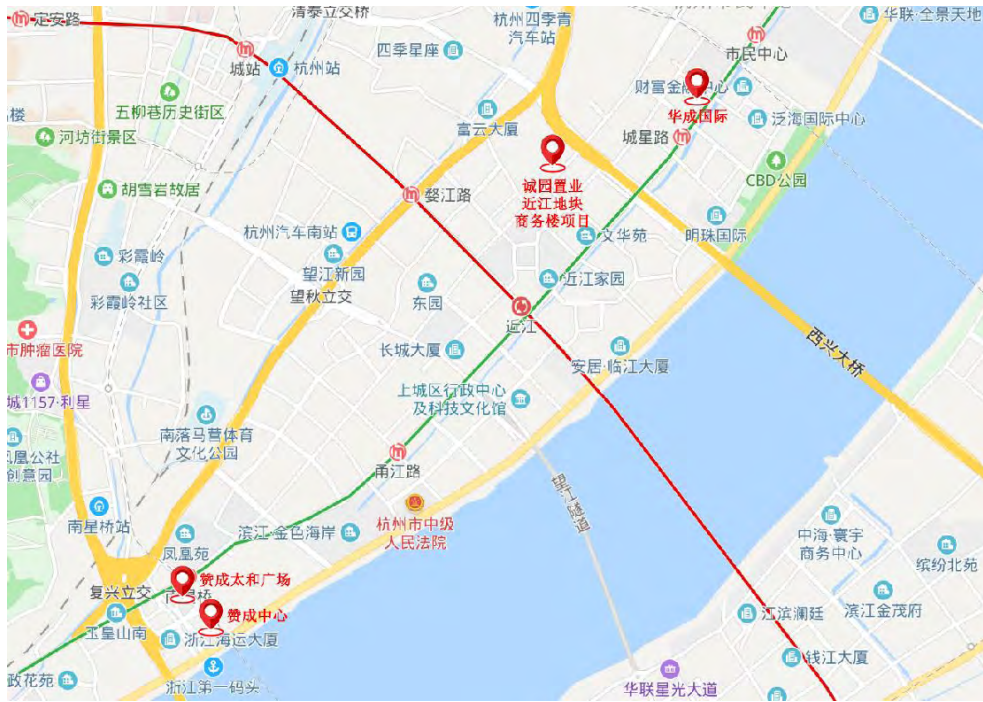 定安路
清泰立交桥
杭州四季青
汽车站
华联·全景天地
四季星座
城站
杭州站
市民中心
财富金融中心
五柳巷历史街区
富云大厦
华成国际
泛海国际中心
河坊街景区
城星路
诚园置业
近江地块
商务楼项目
CBD公园
胡雪岩故居
婺江路
杭州汽车南站
文华苑
明珠国际
彩霞岭
望江新园
望秋立交
东园
近江家园
彩霞岭社区
近江
西兴大桥
市肿瘤医院
长城大厦
安居·临江大厦
城1157·利星
上城区行政中心
及科技文化馆
南落马营体育
文化公园
凤凰公社
创意园
甬江路
望江隧道
南星桥站
杭州市中级
人民法院
滨江·金色海岸
凤凰苑
中海·寰宇
商务中心
缤纷北苑
复兴立交
赞成太和广场
赞成中心
滨江金茂府
江滨澜廷
玉皇山南
浙江海运大厦
钱江大厦
政花苑
浙江第一码头
华联星光大道